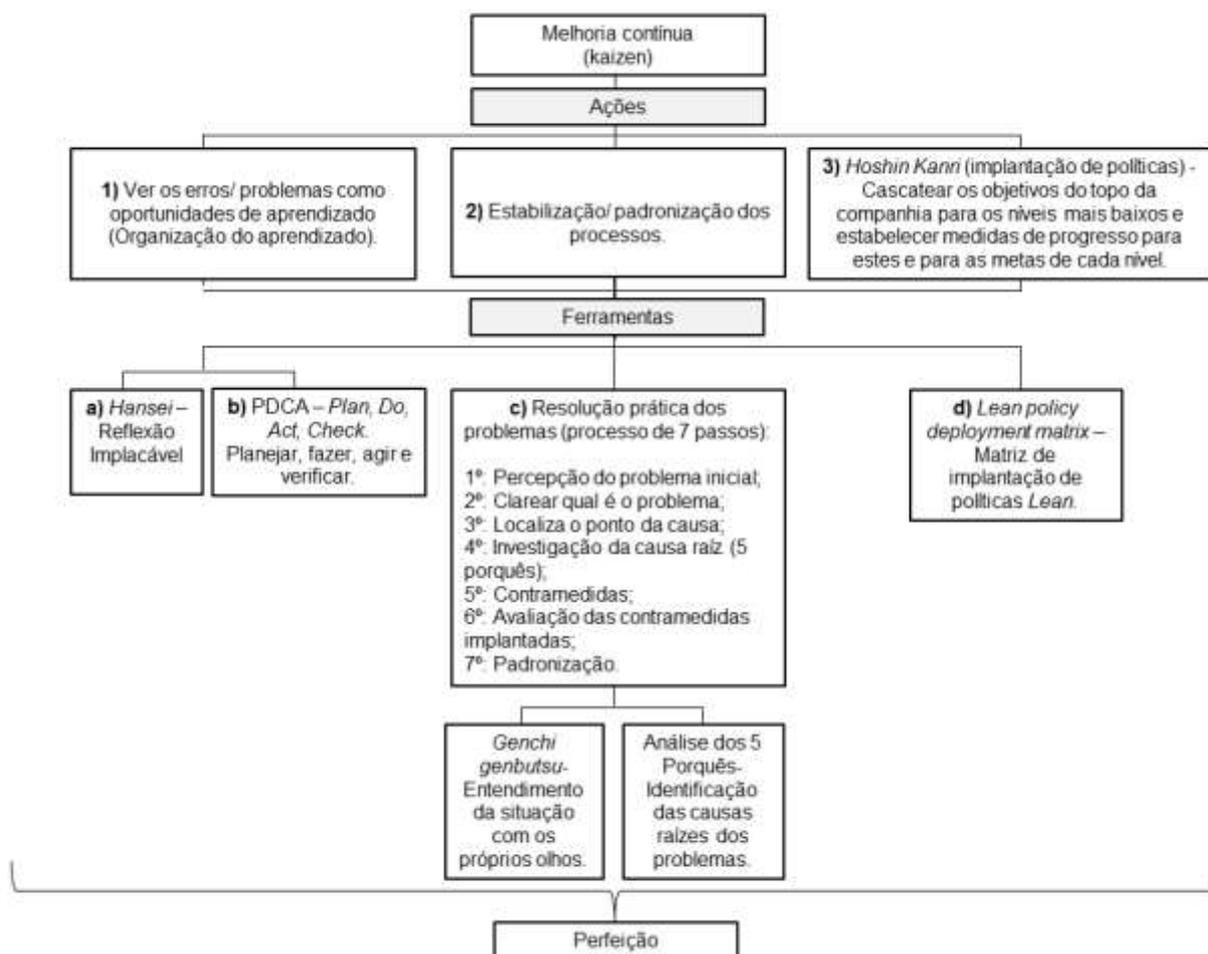 Melhoria contínua
(kaizen)
Ações
1) Ver os erros/ problemas como
oportunidades de aprendizado
(Organização do aprendizado).
2) Estabilização/ padronização dos
processos.
3) Hoshin Kanri (implantação de políticas) -
Cascatear os objetivos do topo da
companhia para os níveis mais baixos e
estabelecer medidas de progresso para
estes e para as metas de cada nível.
Ferramentas
a) Hansei –
Reflexão
Implacável
b) PDCA – Plan, Do,
Act, Check.
Planejar, fazer, agir e
verificar.
c) Resolução prática dos
problemas (processo de 7 passos):
1º: Percepção do problema inicial;
2º: Clarear qual é o problema;
3º: Localiza o ponto da causa;
4º: Investigação da causa raíz (5
porquês);
5º: Contramedidas;
6º: Avaliação das contramedidas
implantadas;
7º: Padronização.
d) Lean policy
deployment matrix –
Matriz de
implantação de
políticas Lean.
Genchi
genbutsu-
Entendimento
da situação
com os
próprios olhos.
Análise dos 5
Porquês-
Identificação
das causas
raízes dos
problemas.
Perfeição